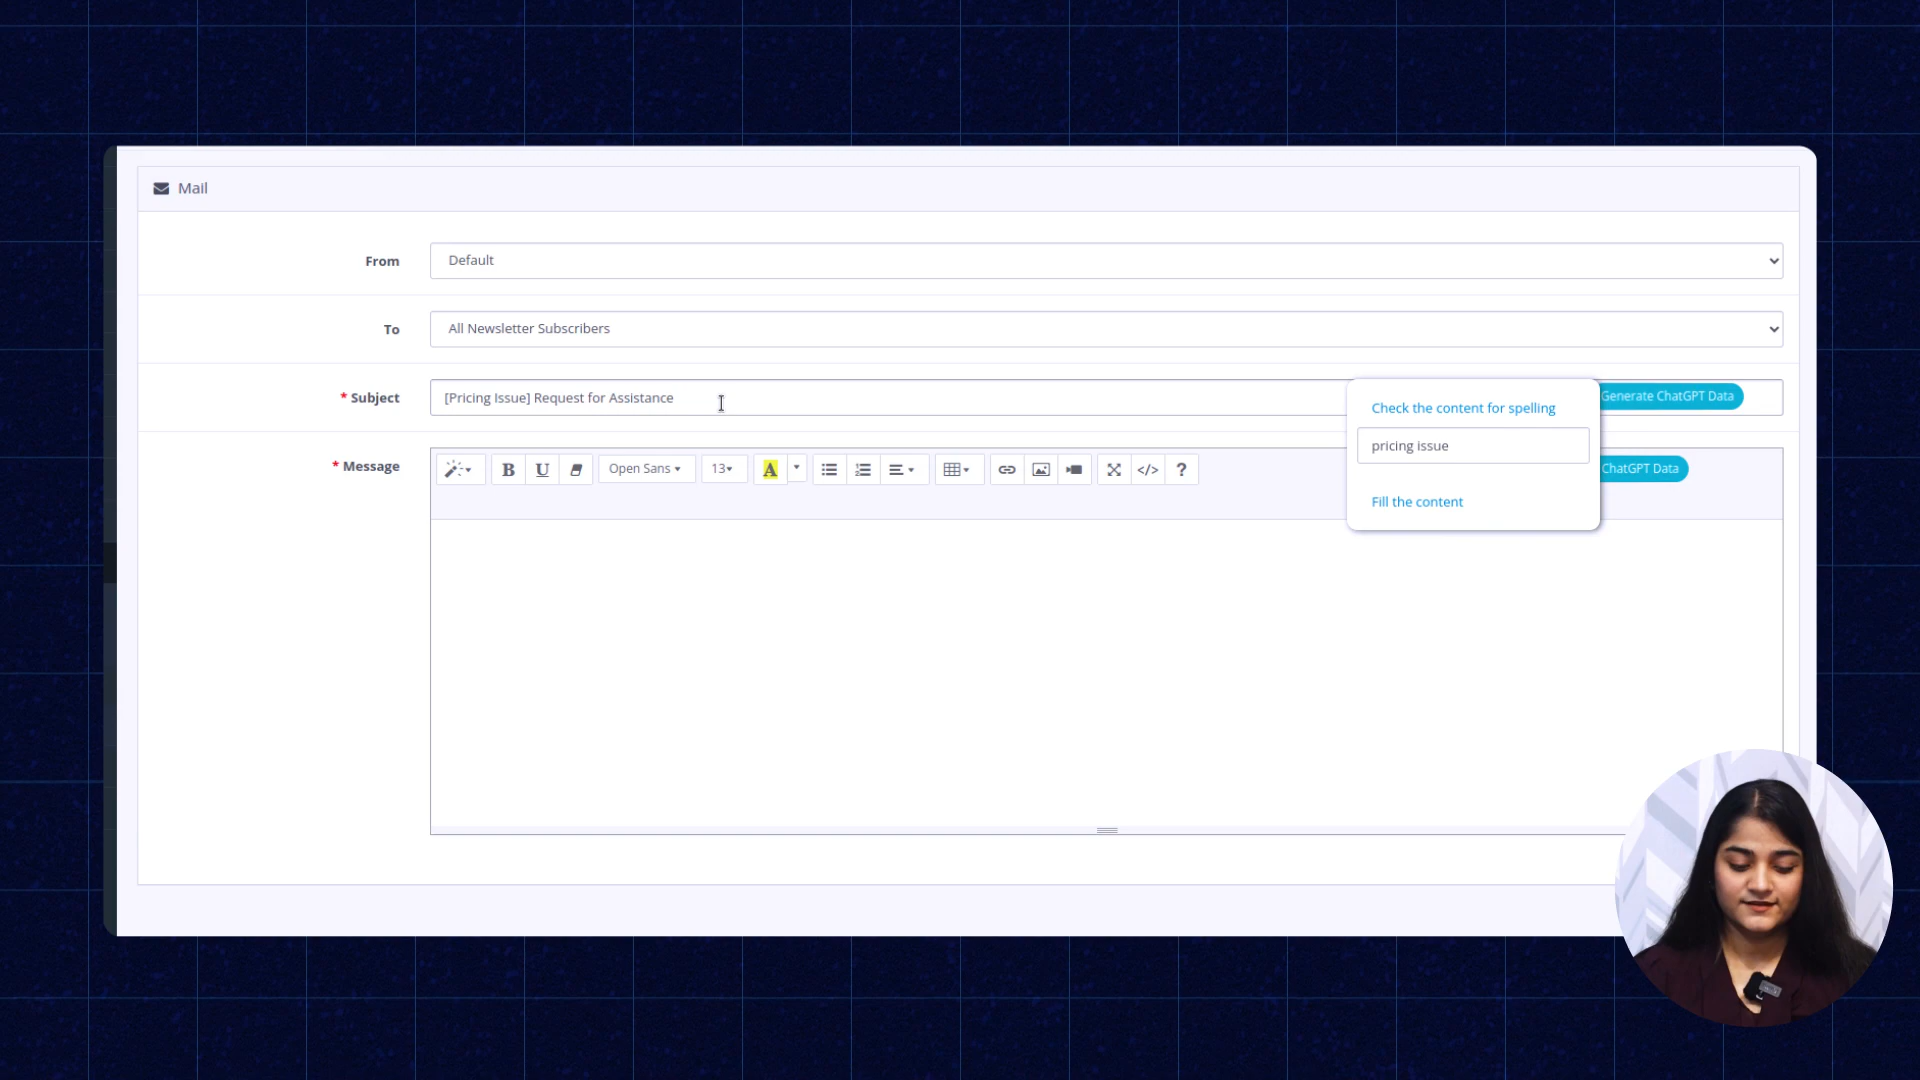 Mail
From
Default
To
All Newsletter Subscribers
* Subject
[Pricing Issue] Request for Assistance
Generate ChatGPT Data
Check the content for spelling
pricing issue
Fill the content
* Message
B U Open Sans 13 A </> ?
ChatGPT Data